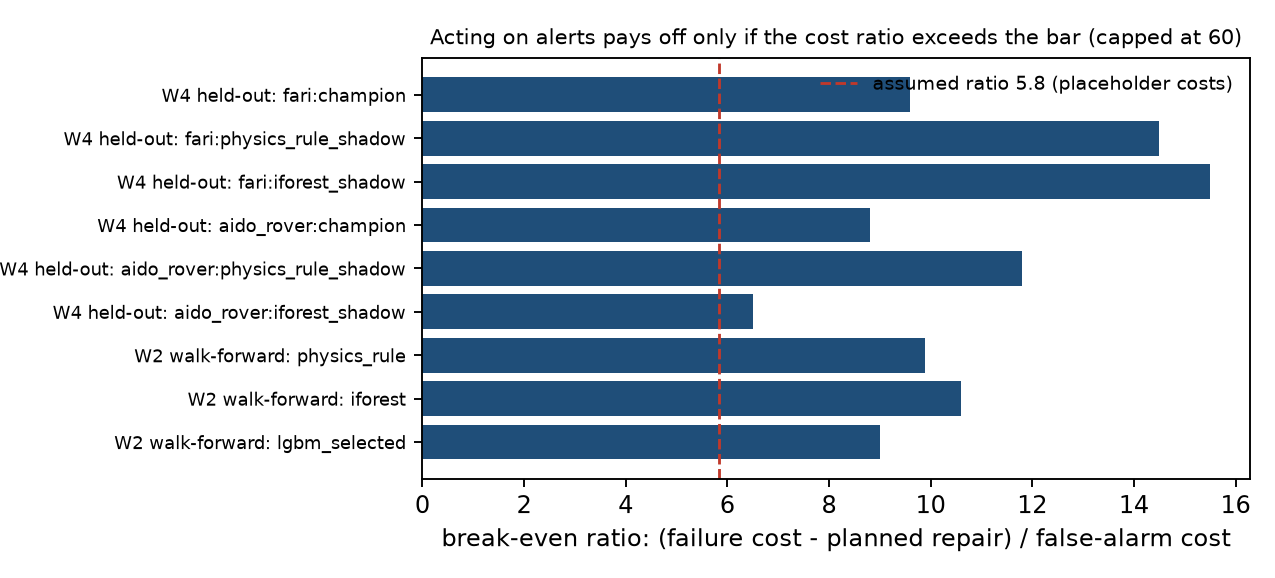 Acting on alerts pays off only if the cost ratio exceeds the bar (capped at 60)
assumed ratio 5.8 (placeholder costs)
W4 held-out: fari:champion
W4 held-out: fari:physics_rule_shadow
W4 held-out: fari:iforest_shadow
W4 held-out: aido_rover:champion
W4 held-out: aido_rover:physics_rule_shadow
W4 held-out: aido_rover:iforest_shadow
W2 walk-forward: physics_rule
W2 walk-forward: iforest
W2 walk-forward: lgbm_selected
0 2 4 6 8 10 12 14 16
break-even ratio: (failure cost - planned repair) / false-alarm cost